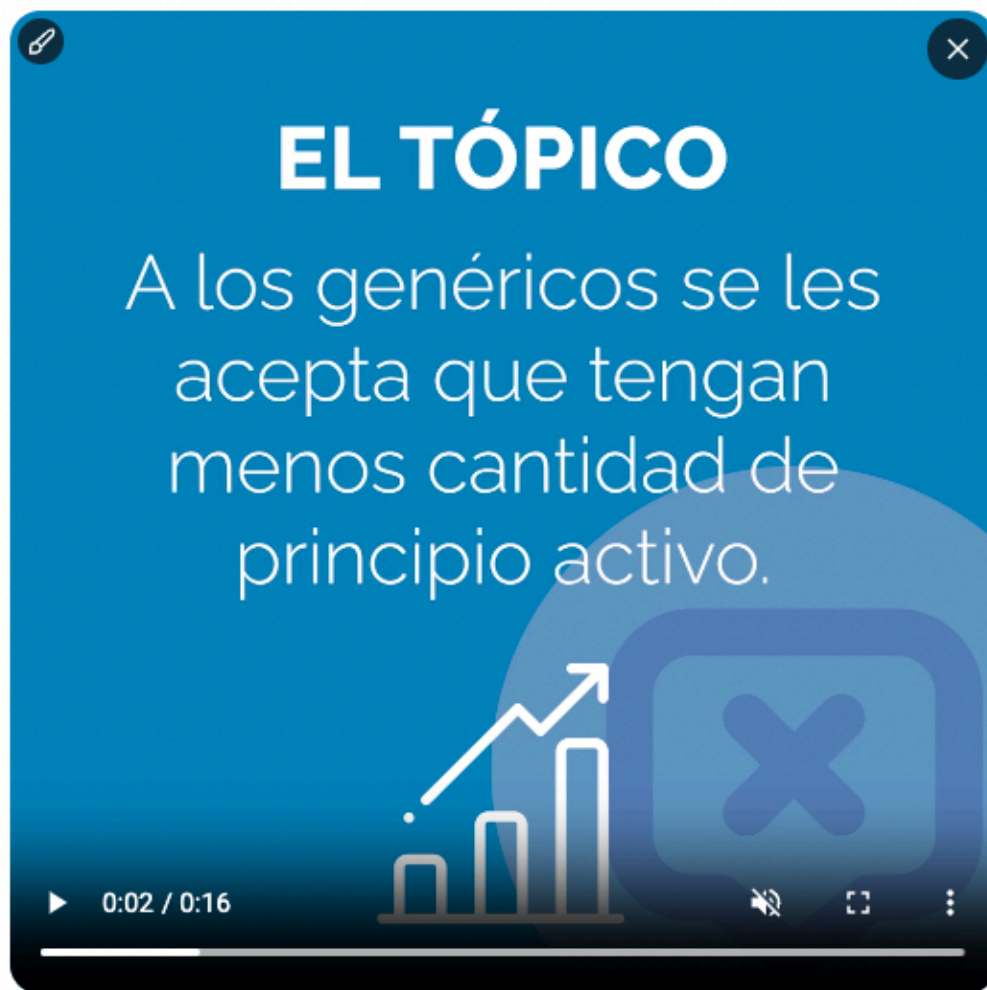 EL TÓPICO
A los genéricos se les
acepta que tengan
menos cantidad de
principio activo.
0:02 / 0:16